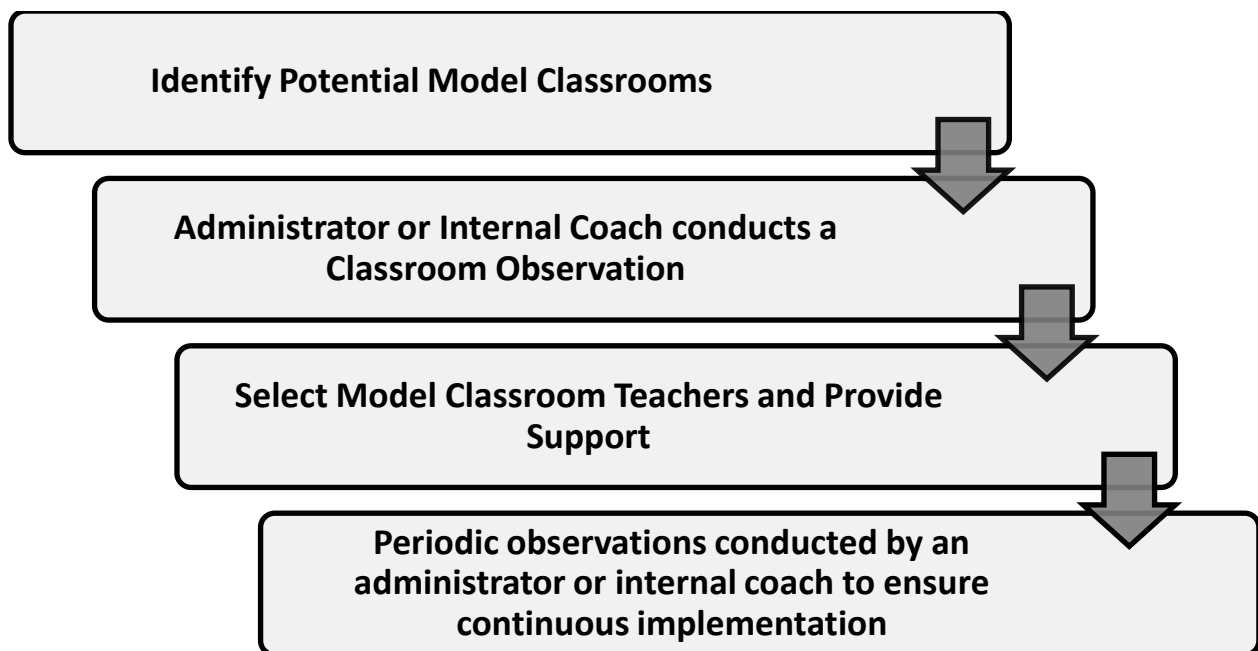 Identify Potential Model Classrooms
Administrator or Internal Coach conducts a
Classroom Observation
Select Model Classroom Teachers and Provide
Support
Periodic observations conducted by an
administrator or internal coach to ensure
continuous implementation